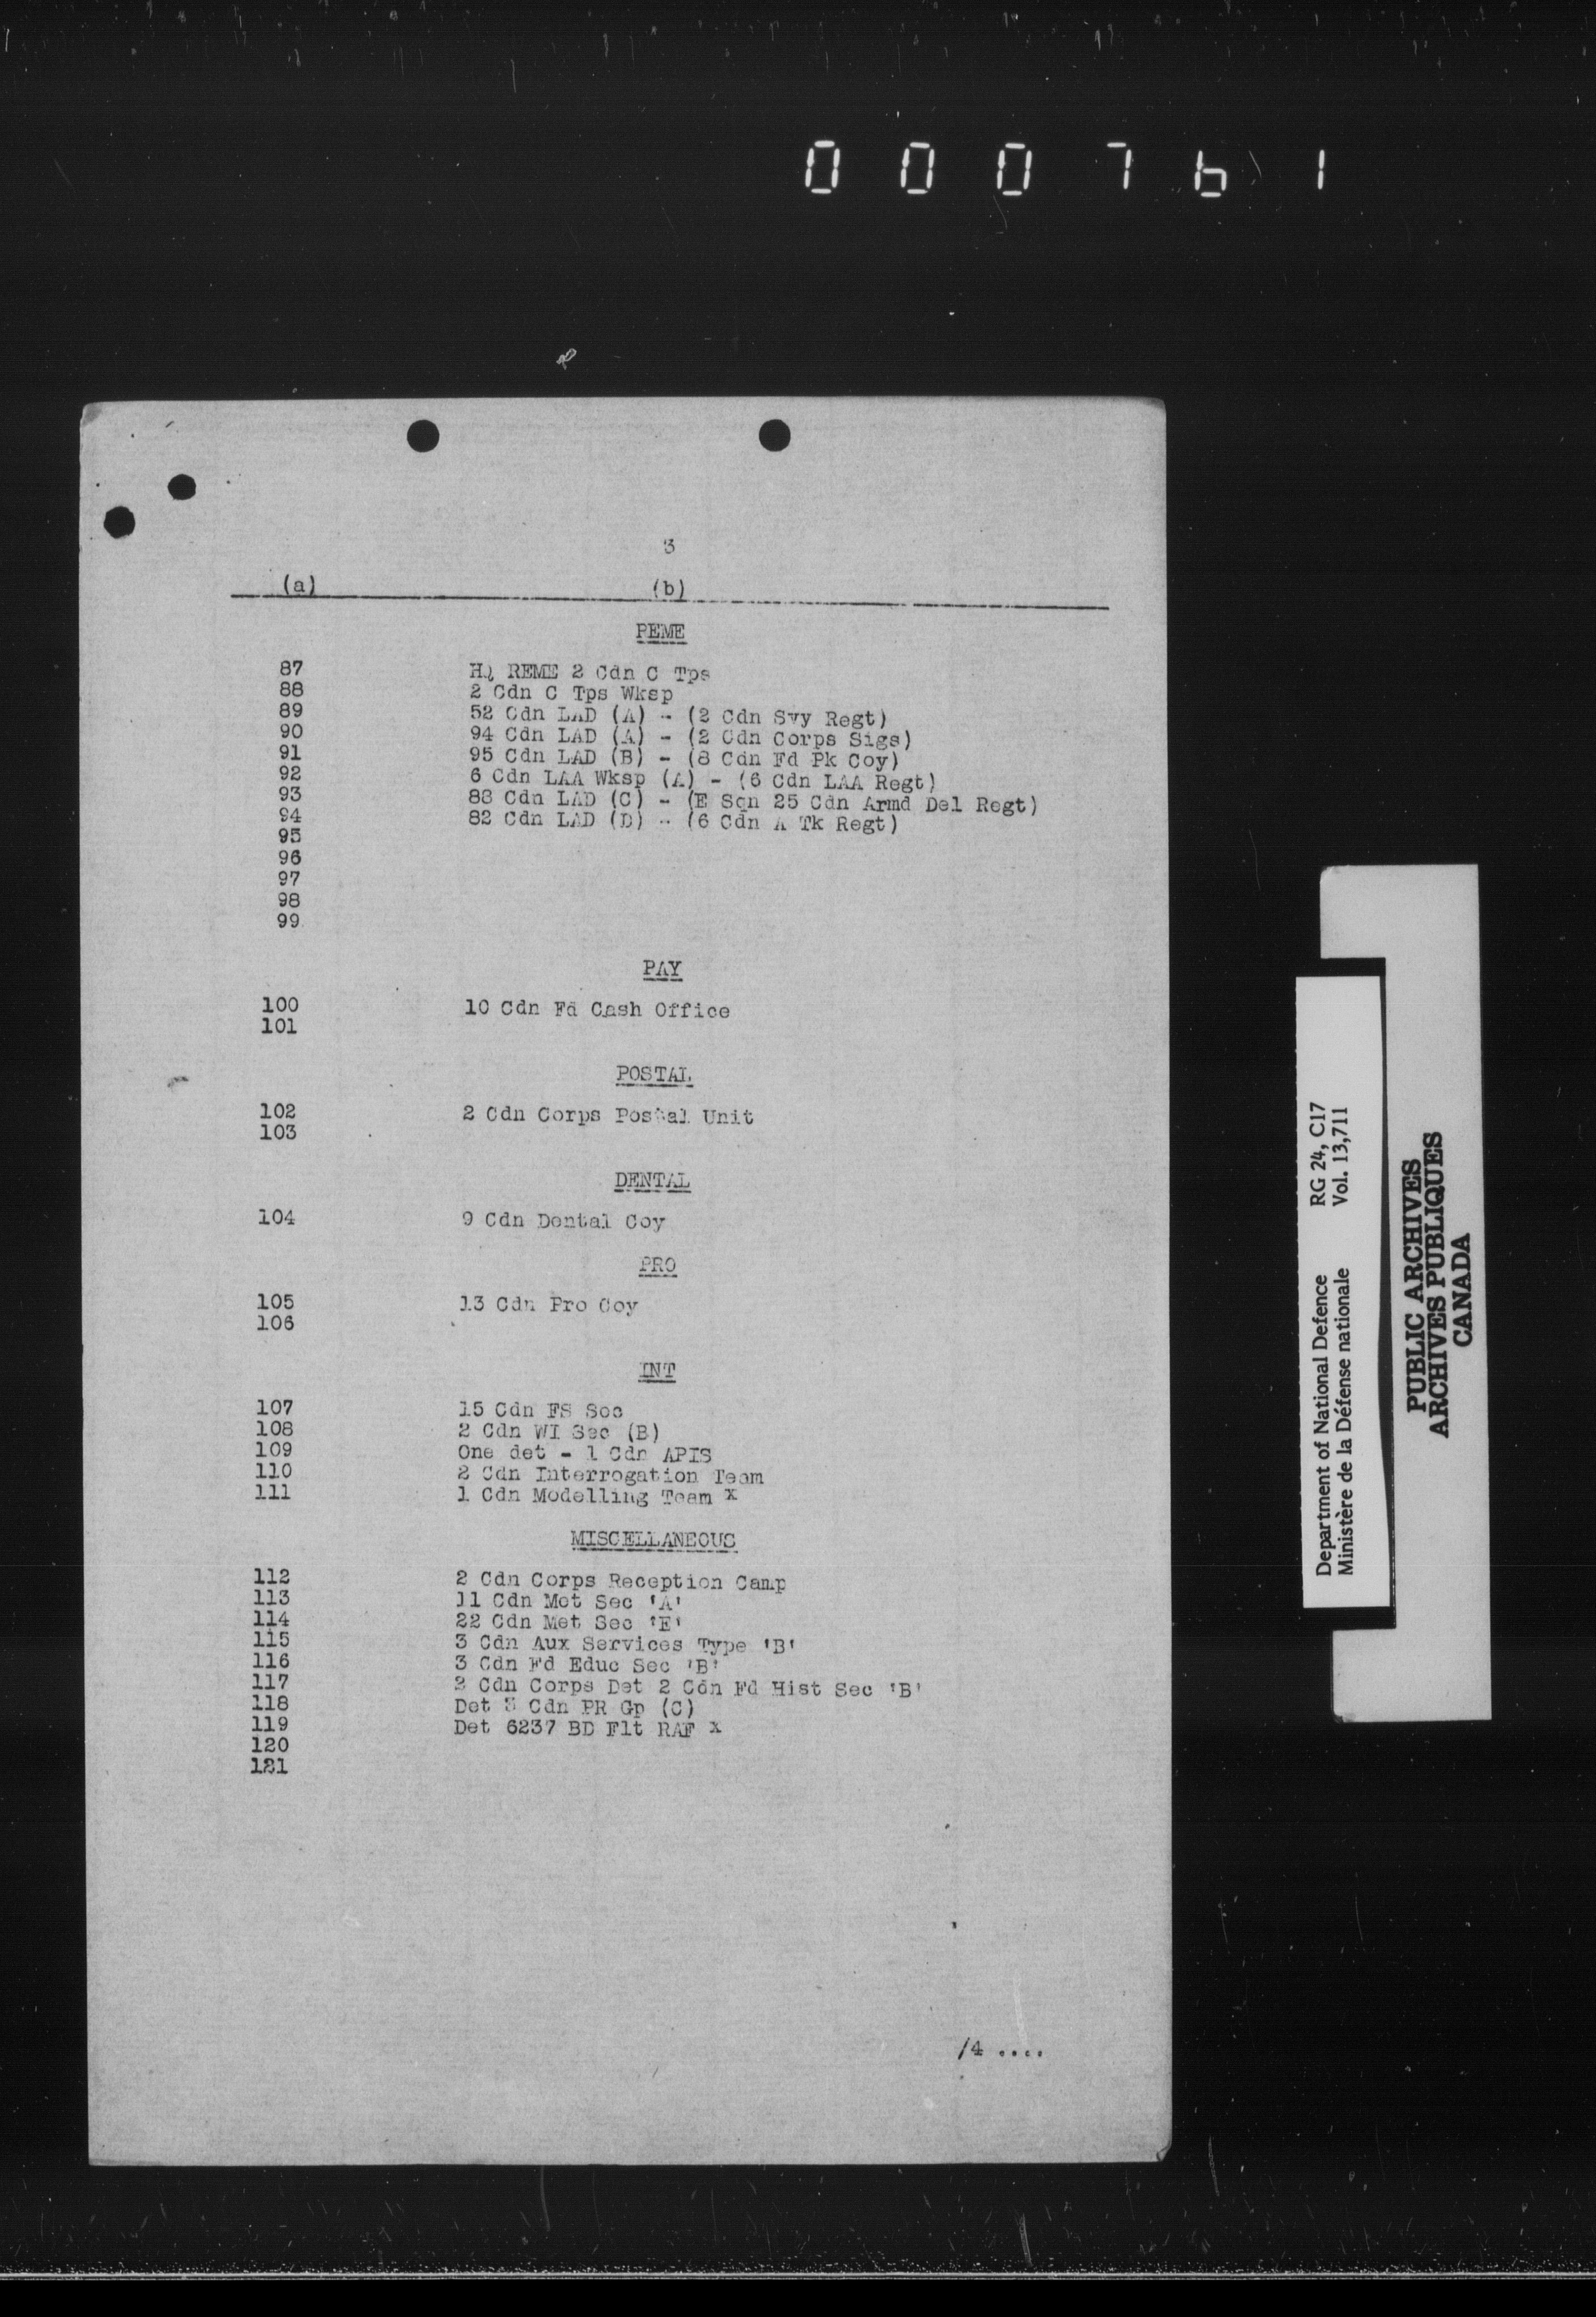 000761
3
(a) (b)
REME
87 HQ REME 2 Cdn C Tps
88 2 Cdn C Tps Wksp
89 52 Cdn LAD (A) - (2 Cdn Svy Regt)
90 94 Cdn LAD (A) - (2 Cdn Corps Sigs)
91 95 Cdn LAD (B) - (8 Cdn Fd Pk Coy)
92 6 Cdn LAA Wksp (A) - (6 Cdn LAA Regt)
93 88 Cdn LAD (C) - (E Sqn 25 Cdn Armd Del Regt)
94 82 Cdn LAD (D) - (6 Cdn A Tk Regt)
95
96
97
98
99
PAY
100 10 Cdn Fd Cash Office
101
POSTAL
102 2 Cdn Corps Postal Unit
103
DENTAL
104 9 Cdn Dental Coy
PRO
105 13 Cdn Pro Coy
106
INT
107 15 Cdn FS Sec
108 2 Cdn WI Sec (B)
109 One det - 1 Cdn APIS
110 2 Cdn Interrogation Team
111 1 Cdn Modelling Team x
MISCELLANEOUS
112 2 Cdn Corps Reception Camp
113 11 Cdn Met Sec 'A'
114 22 Cdn Met Sec 'E'
115 3 Cdn Aux Services Type 'B'
116 3 Cdn Fd Educ Sec 'B'
117 2 Cdn Corps Det 2 Cdn Fd Hist Sec 'B'
118 Det Cdn PR Gp (C)
119 Det 6237 BD Flt RAF x
120
121
/4 ....
Department of National Defence RG 24, C17
Ministère de la Défense nationale Vol. 13,711
PUBLIC ARCHIVES
ARCHIVES PUBLIQUES
CANADA